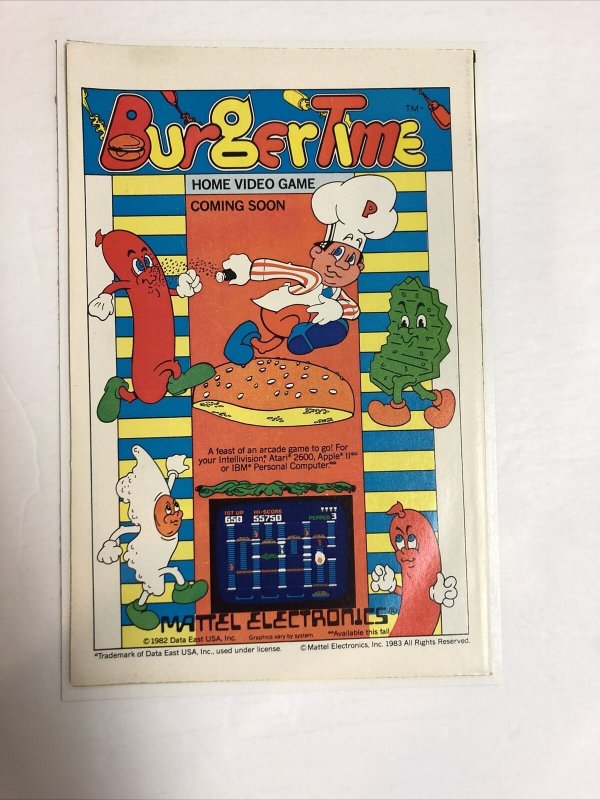 BurgerTime TM*
HOME VIDEO GAME
COMING SOON
P
A feast of an arcade game to go! For
your Intellivision,® Atari® 2600, Apple® II**
or IBM® Personal Computer.**
1ST UP HI-SCORE
650 55750 PEPPER 3
MATTEL ELECTRONICS®
© 1982 Data East USA, Inc. Graphics vary by system. **Available this fall.
*Trademark of Data East USA, Inc., used under license. © Mattel Electronics, Inc. 1983 All Rights Reserved.